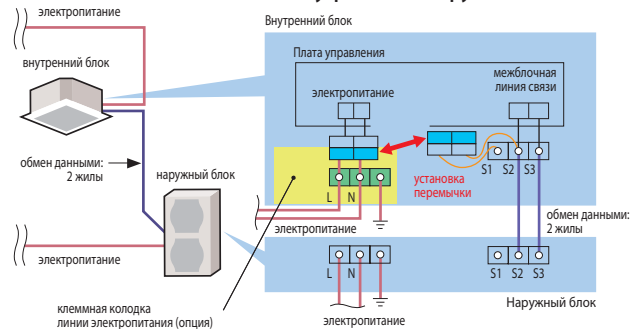 электропитание
внутренний блок
обмен данными:
2 жилы
наружный блок
электропитание
клеммная колодка
линии электропитания (опция)
Внутренний блок
Плата управления
электропитание
межблочная
линия связи
установка
перемычки
S1 S2 S3
L N
электропитание
обмен данными:
2 жилы
L N
S1 S2 S3
Наружный блок
электропитание